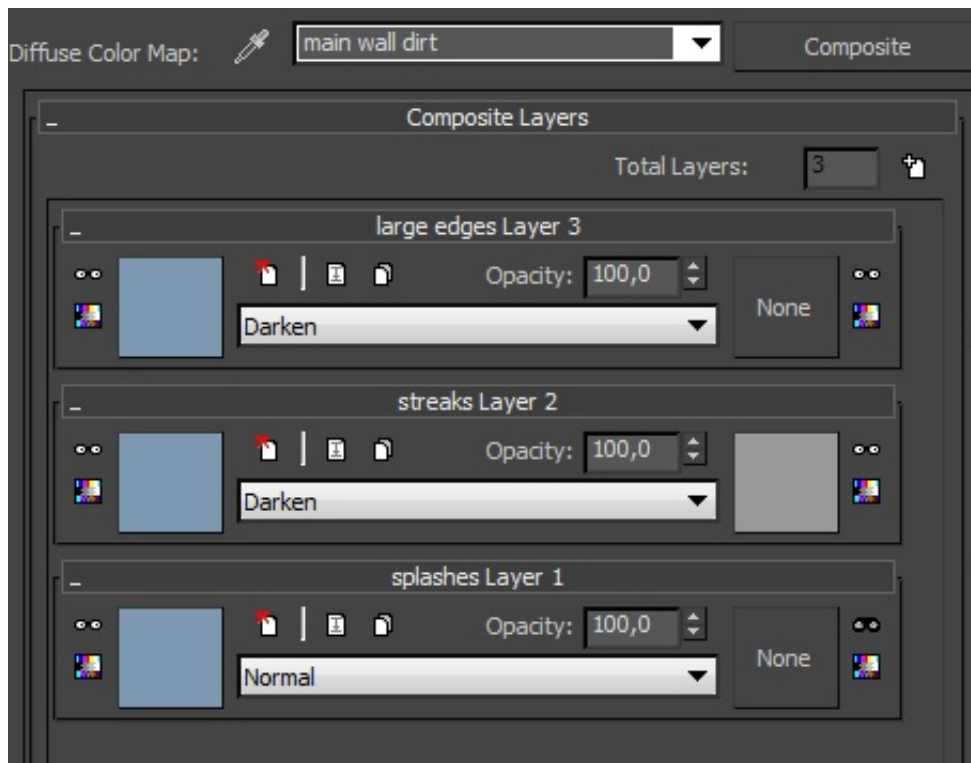 Diffuse Color Map: main wall dirt Composite
Composite Layers
Total Layers: 3
large edges Layer 3
Opacity: 100,0
Darken
None
streaks Layer 2
Opacity: 100,0
Darken
splashes Layer 1
Opacity: 100,0
Normal
None